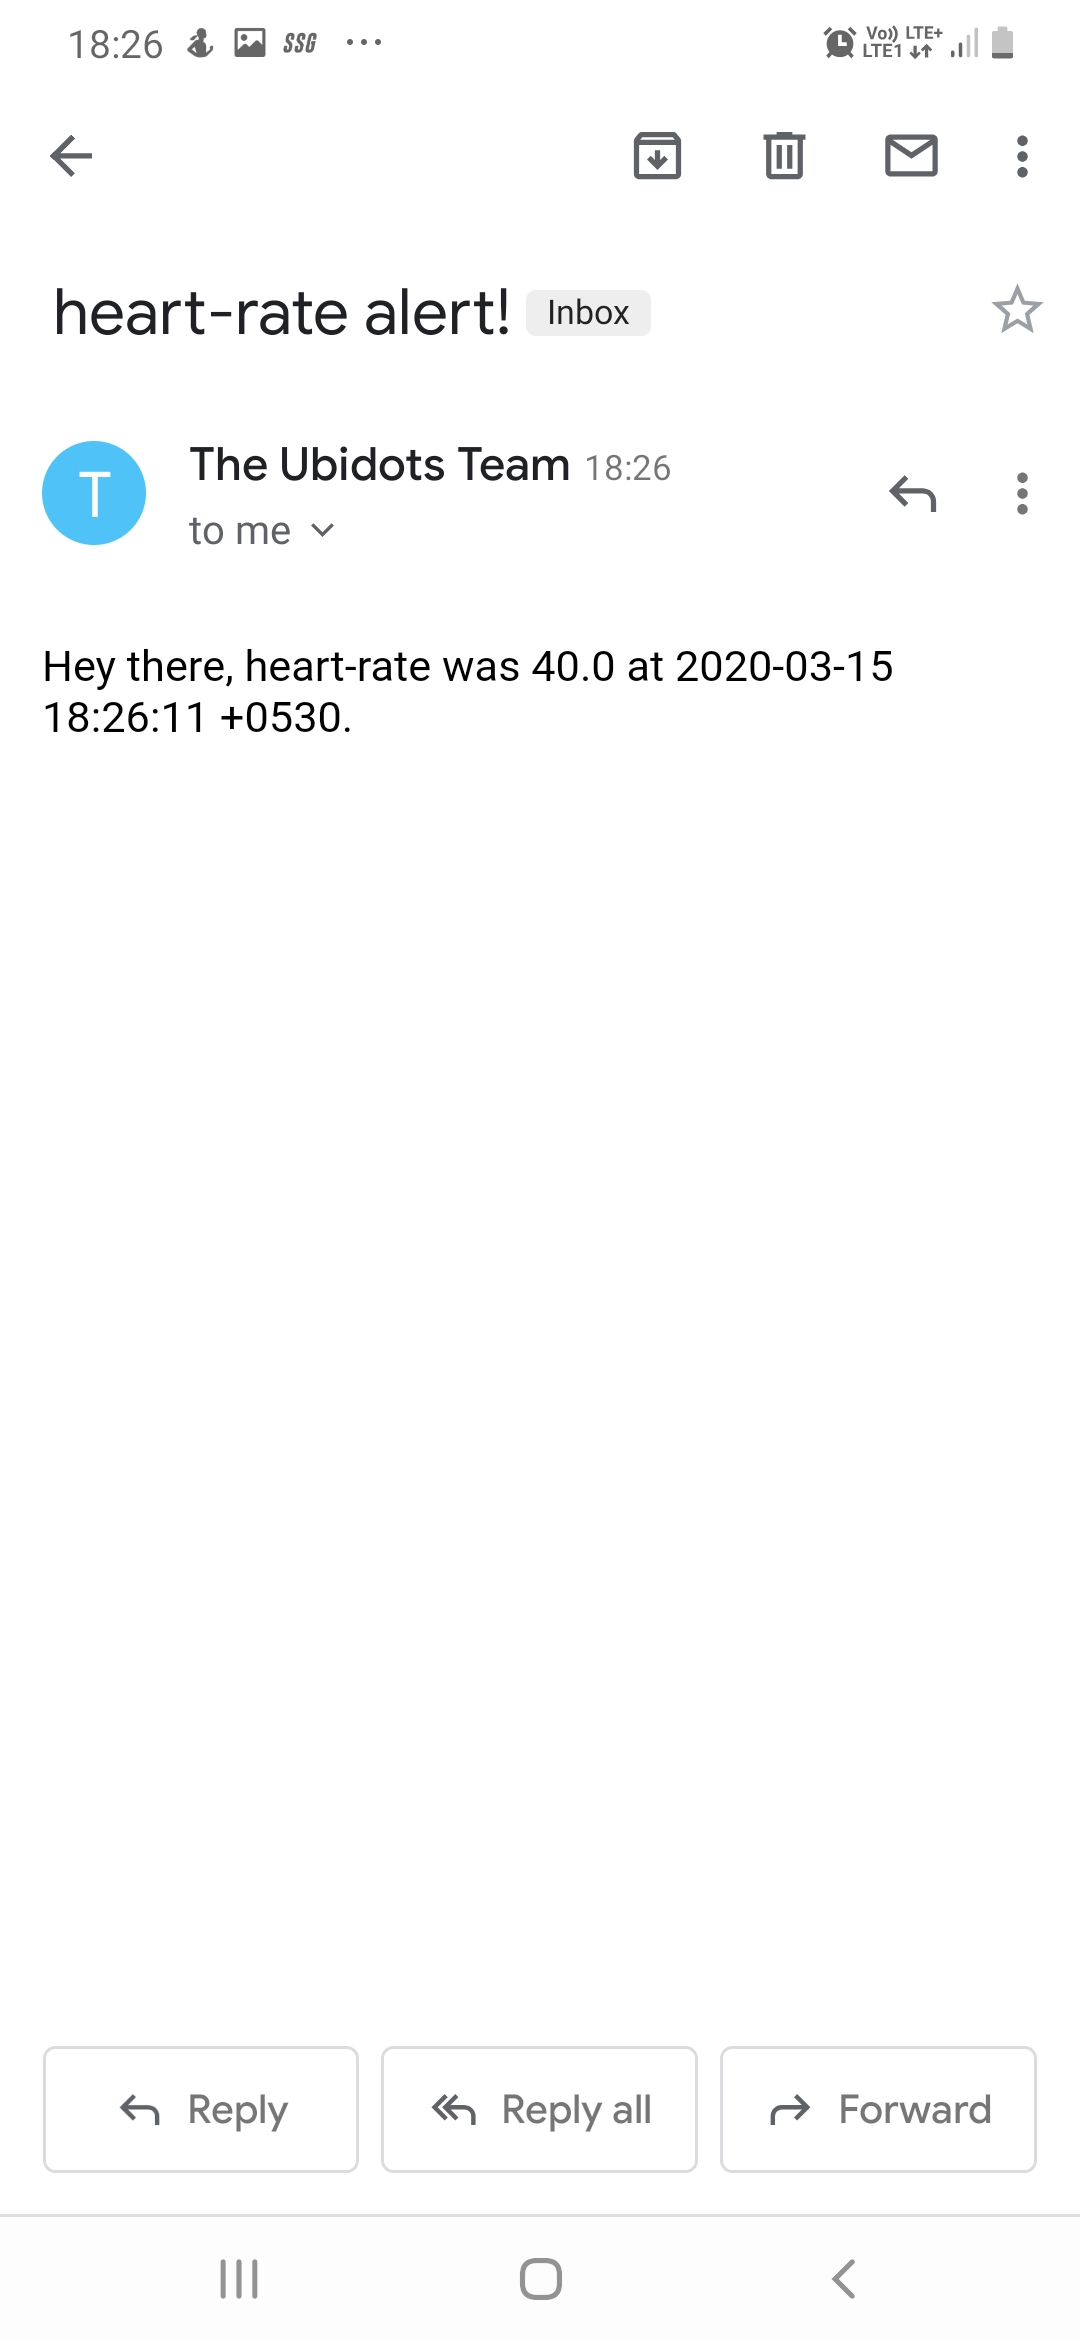 18:26 SSG ... Vo)) LTE+
LTE1
heart-rate alert! Inbox
T
The Ubidots Team 18:26
to me
Hey there, heart-rate was 40.0 at 2020-03-15
18:26:11 +0530.
Reply Reply all Forward